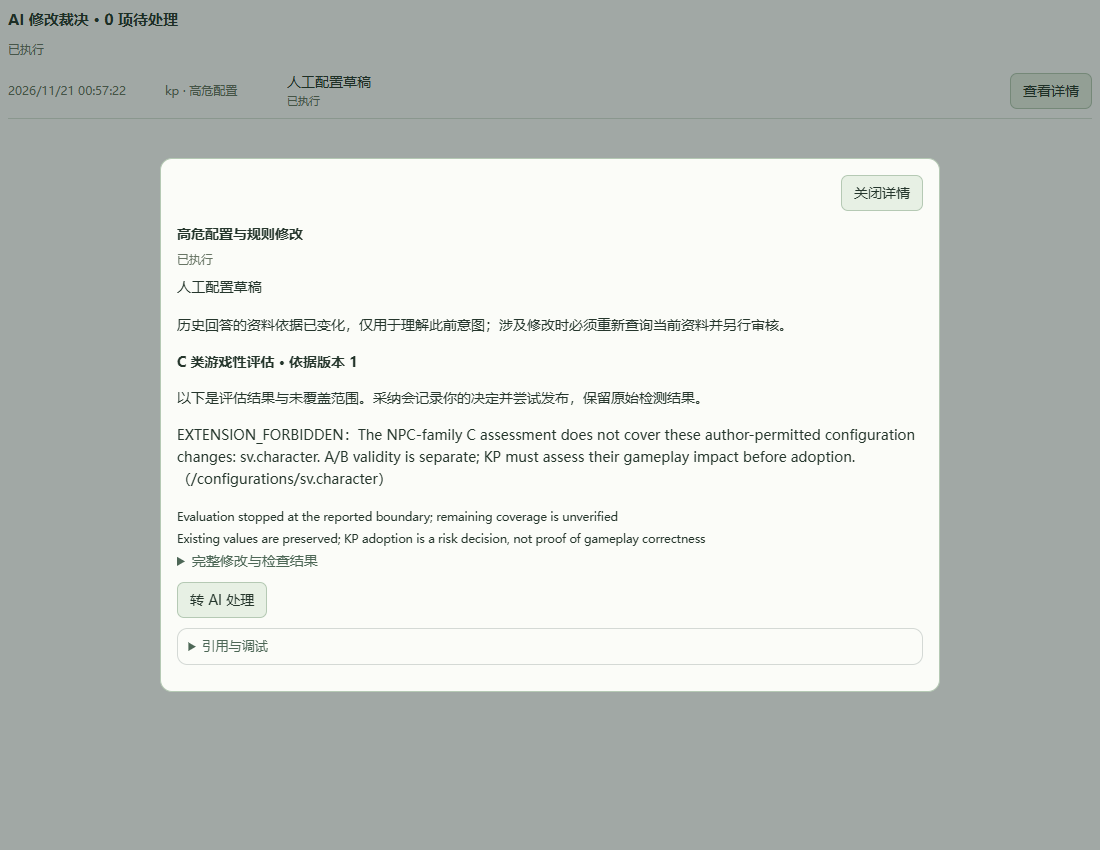 AI 修改裁决 • 0 项待处理
已执行
2026/11/21 00:57:22
kp · 高危配置
人工配置草稿
已执行
查看详情
关闭详情
高危配置与规则修改
已执行
人工配置草稿
历史回答的资料依据已变化，仅用于理解此前意图；涉及修改时必须重新查询当前资料并另行审核。
C 类游戏性评估 • 依据版本 1
以下是评估结果与未覆盖范围。采纳会记录你的决定并尝试发布，保留原始检测结果。
EXTENSION_FORBIDDEN：The NPC-family C assessment does not cover these author-permitted configuration
changes: sv.character. A/B validity is separate; KP must assess their gameplay impact before adoption.
（/configurations/sv.character）
Evaluation stopped at the reported boundary; remaining coverage is unverified
Existing values are preserved; KP adoption is a risk decision, not proof of gameplay correctness
▶ 完整修改与检查结果
转 AI 处理
▶ 引用与调试